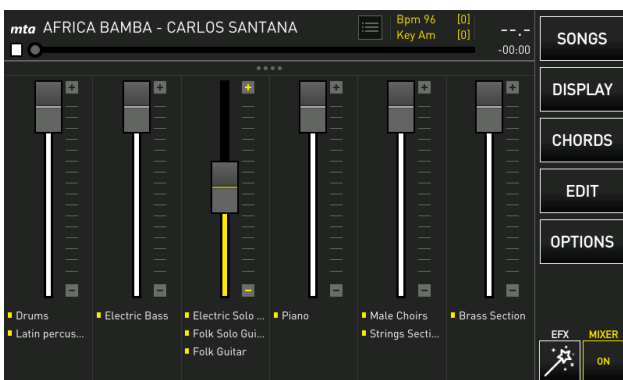 mta AFRICA BAMBA - CARLOS SANTANA
Bpm 96 [0]
Key Am [0]
--.-
-00:00
SONGS
DISPLAY
CHORDS
EDIT
OPTIONS
Drums
Latin percus...
Electric Bass
Electric Solo ...
Folk Solo Gui...
Folk Guitar
Piano
Male Choirs
Strings Secti...
Brass Section
EFX
MIXER
ON